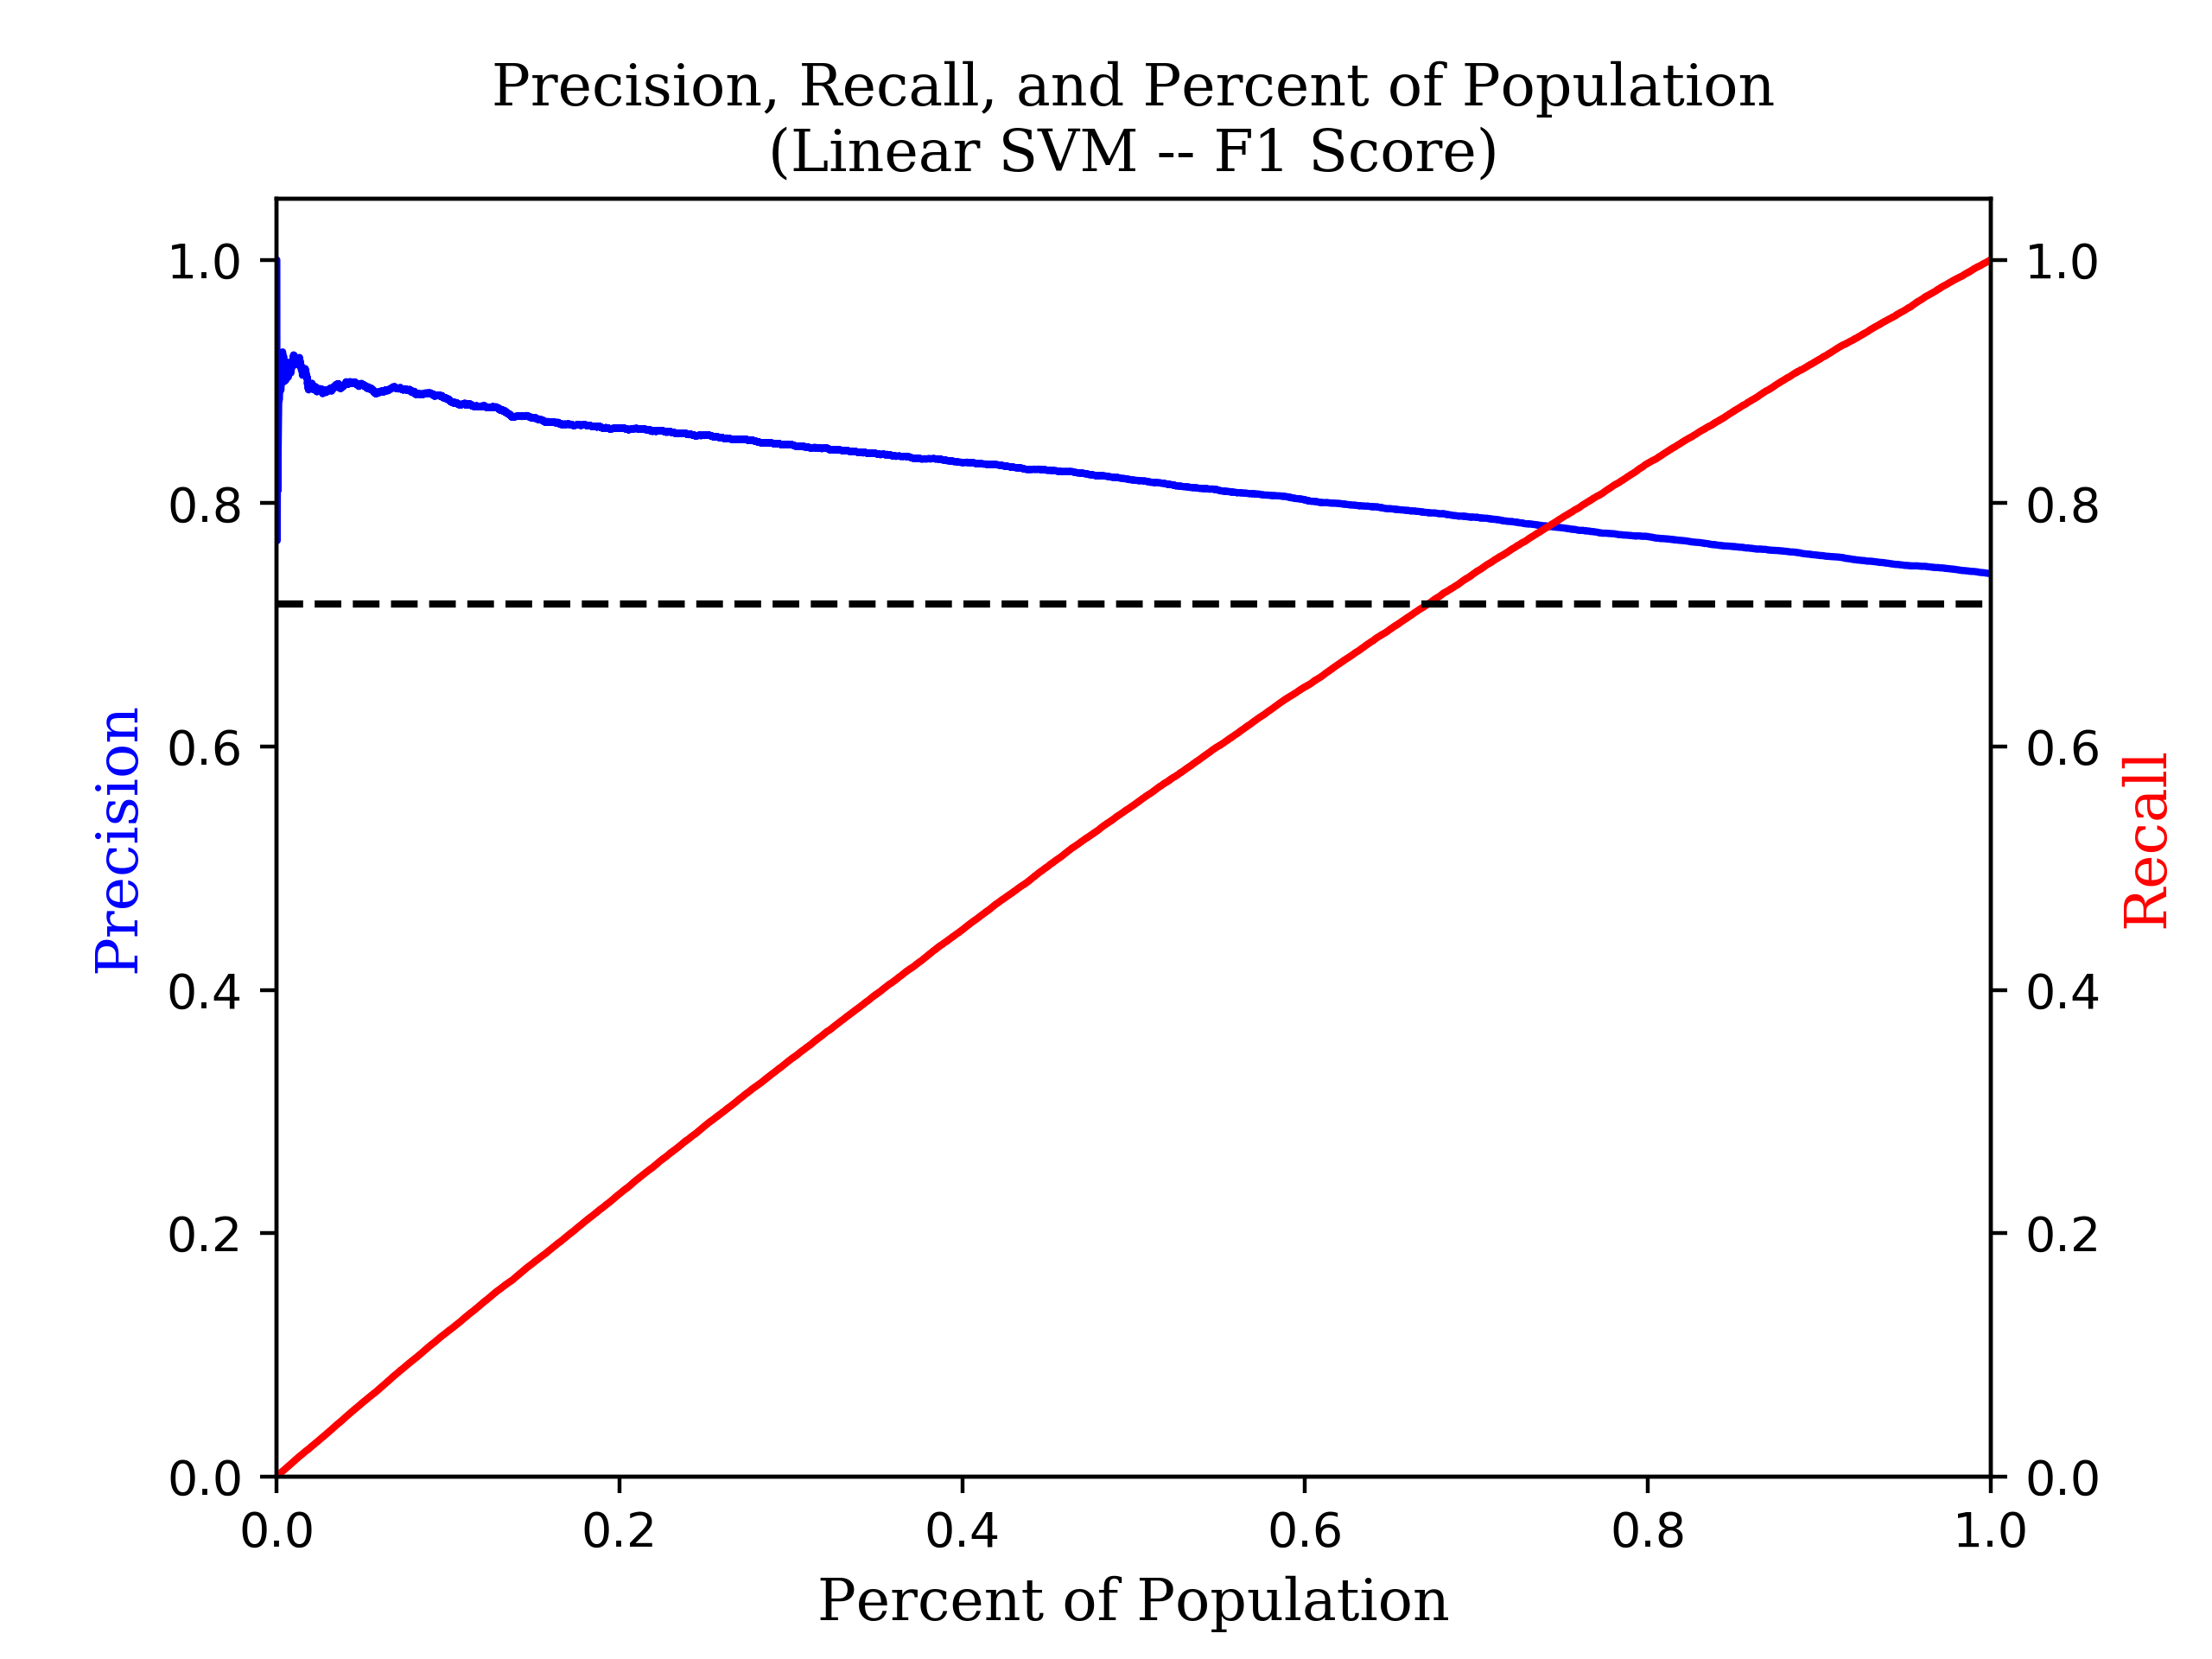 Precision, Recall, and Percent of Population
(Linear SVM -- F1 Score)
1.0
0.8
0.6
0.4
0.2
0.0
Precision
1.0
0.8
0.6
0.4
0.2
0.0
Recall
0.0 0.2 0.4 0.6 0.8 1.0
Percent of Population